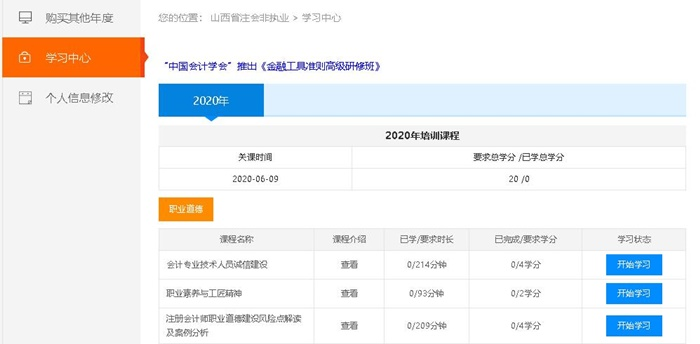 购买其他年度
您的位置： 山西省注会非执业 > 学习中心
学习中心
“中国会计学会”推出《金融工具准则高级研修班》
个人信息修改
2020年
2020年培训课程
关课时间 要求总学分 /已学总学分
2020-06-09 20 /0
职业道德
课程名称 课程介绍 已学/要求时长 已完成/要求学分 学习状态
会计专业技术人员诚信建设 查看 0/214分钟 0/4学分 开始学习
职业素养与工匠精神 查看 0/93分钟 0/2学分 开始学习
注册会计师职业道德建设风险点解读
及案例分析 查看 0/209分钟 0/4学分 开始学习